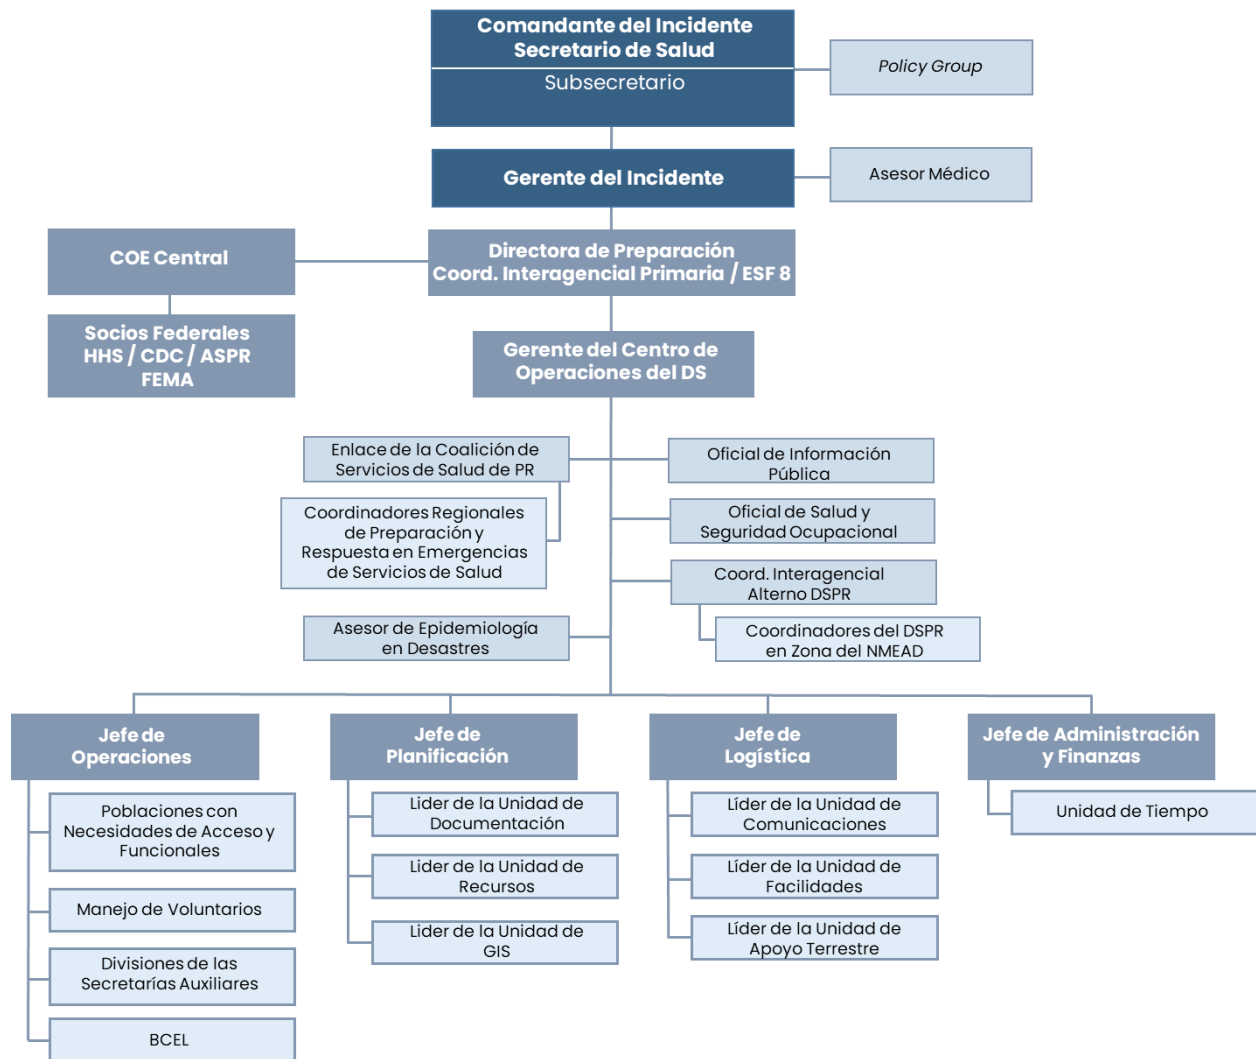 Comandante del Incidente
Secretario de Salud
Subsecretario
Policy Group
Gerente del Incidente
Asesor Médico
COE Central
Directora de Preparación
Coord. Interagencial Primaria / ESF 8
Socios Federales
HHS / CDC / ASPR
FEMA
Gerente del Centro de
Operaciones del DS
Enlace de la Coalición de
Servicios de Salud de PR
Oficial de Información
Pública
Coordinadores Regionales
de Preparación y
Respuesta en Emergencias
de Servicios de Salud
Oficial de Salud y
Seguridad Ocupacional
Coord. Interagencial
Alterno DSPR
Asesor de Epidemiología
en Desastres
Coordinadores del DSPR
en Zona del NMEAD
Jefe de
Operaciones
Poblaciones con
Necesidades de Acceso y
Funcionales
Manejo de Voluntarios
Divisiones de las
Secretarías Auxiliares
BCEL
Jefe de
Planificación
Lider de la Unidad de
Documentación
Lider de la Unidad de
Recursos
Lider de la Unidad de
GIS
Jefe de
Logística
Líder de la Unidad de
Comunicaciones
Líder de la Unidad de
Facilidades
Líder de la Unidad de
Apoyo Terrestre
Jefe de Administración
y Finanzas
Unidad de Tiempo